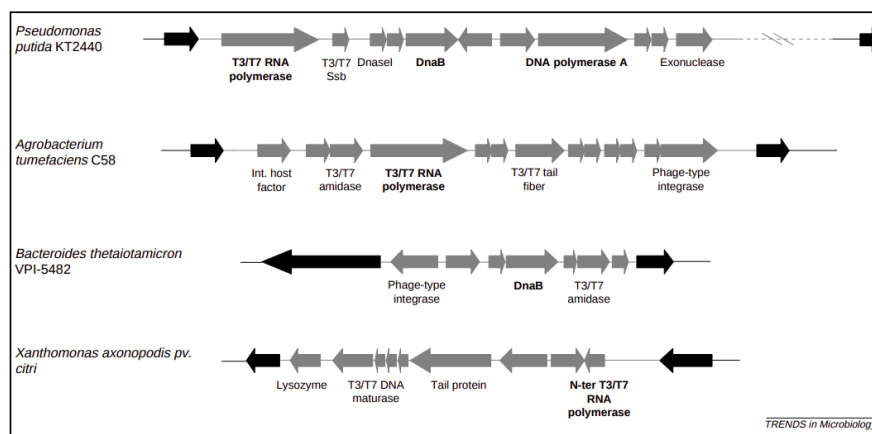 Pseudomonas
putida KT2440
T3/T7 RNA
polymerase
T3/T7
Ssb
DnaseI
DnaB
DNA polymerase A
Exonuclease
Agrobacterium
tumefaciens C58
Int. host
factor
T3/T7
amidase
T3/T7 RNA
polymerase
T3/T7 tail
fiber
Phage-type
integrase
Bacteroides thetaiotamicron
VPI-5482
Phage-type
integrase
DnaB
T3/T7
amidase
Xanthomonas axonopodis pv.
citri
Lysozyme
T3/T7 DNA
maturase
Tail protein
N-ter T3/T7
RNA
polymerase
TRENDS in Microbiology